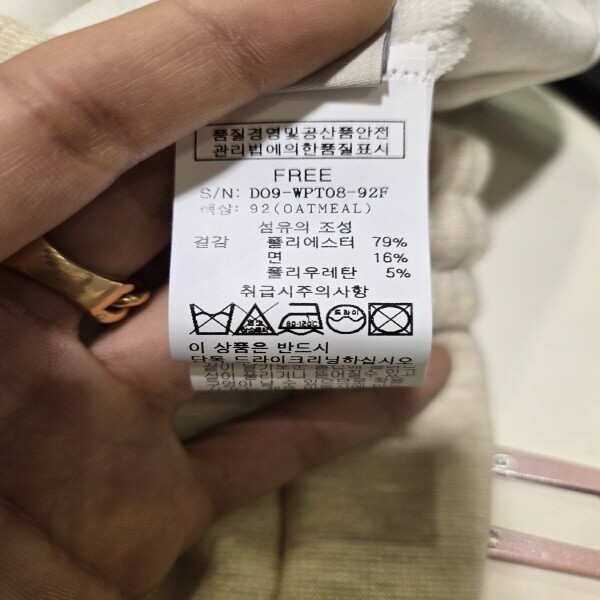 품질경영및공산품안전
관리법에의한품질표시
FREE
S/N: D09-WPT08-92F
색상: 92(OATMEAL)
섬유의 조성
겉감 폴리에스터 79%
면 16%
폴리우레탄 5%
취급시주의사항
드라이
이 상품은 반드시
단독 드라이크리닝하십시오